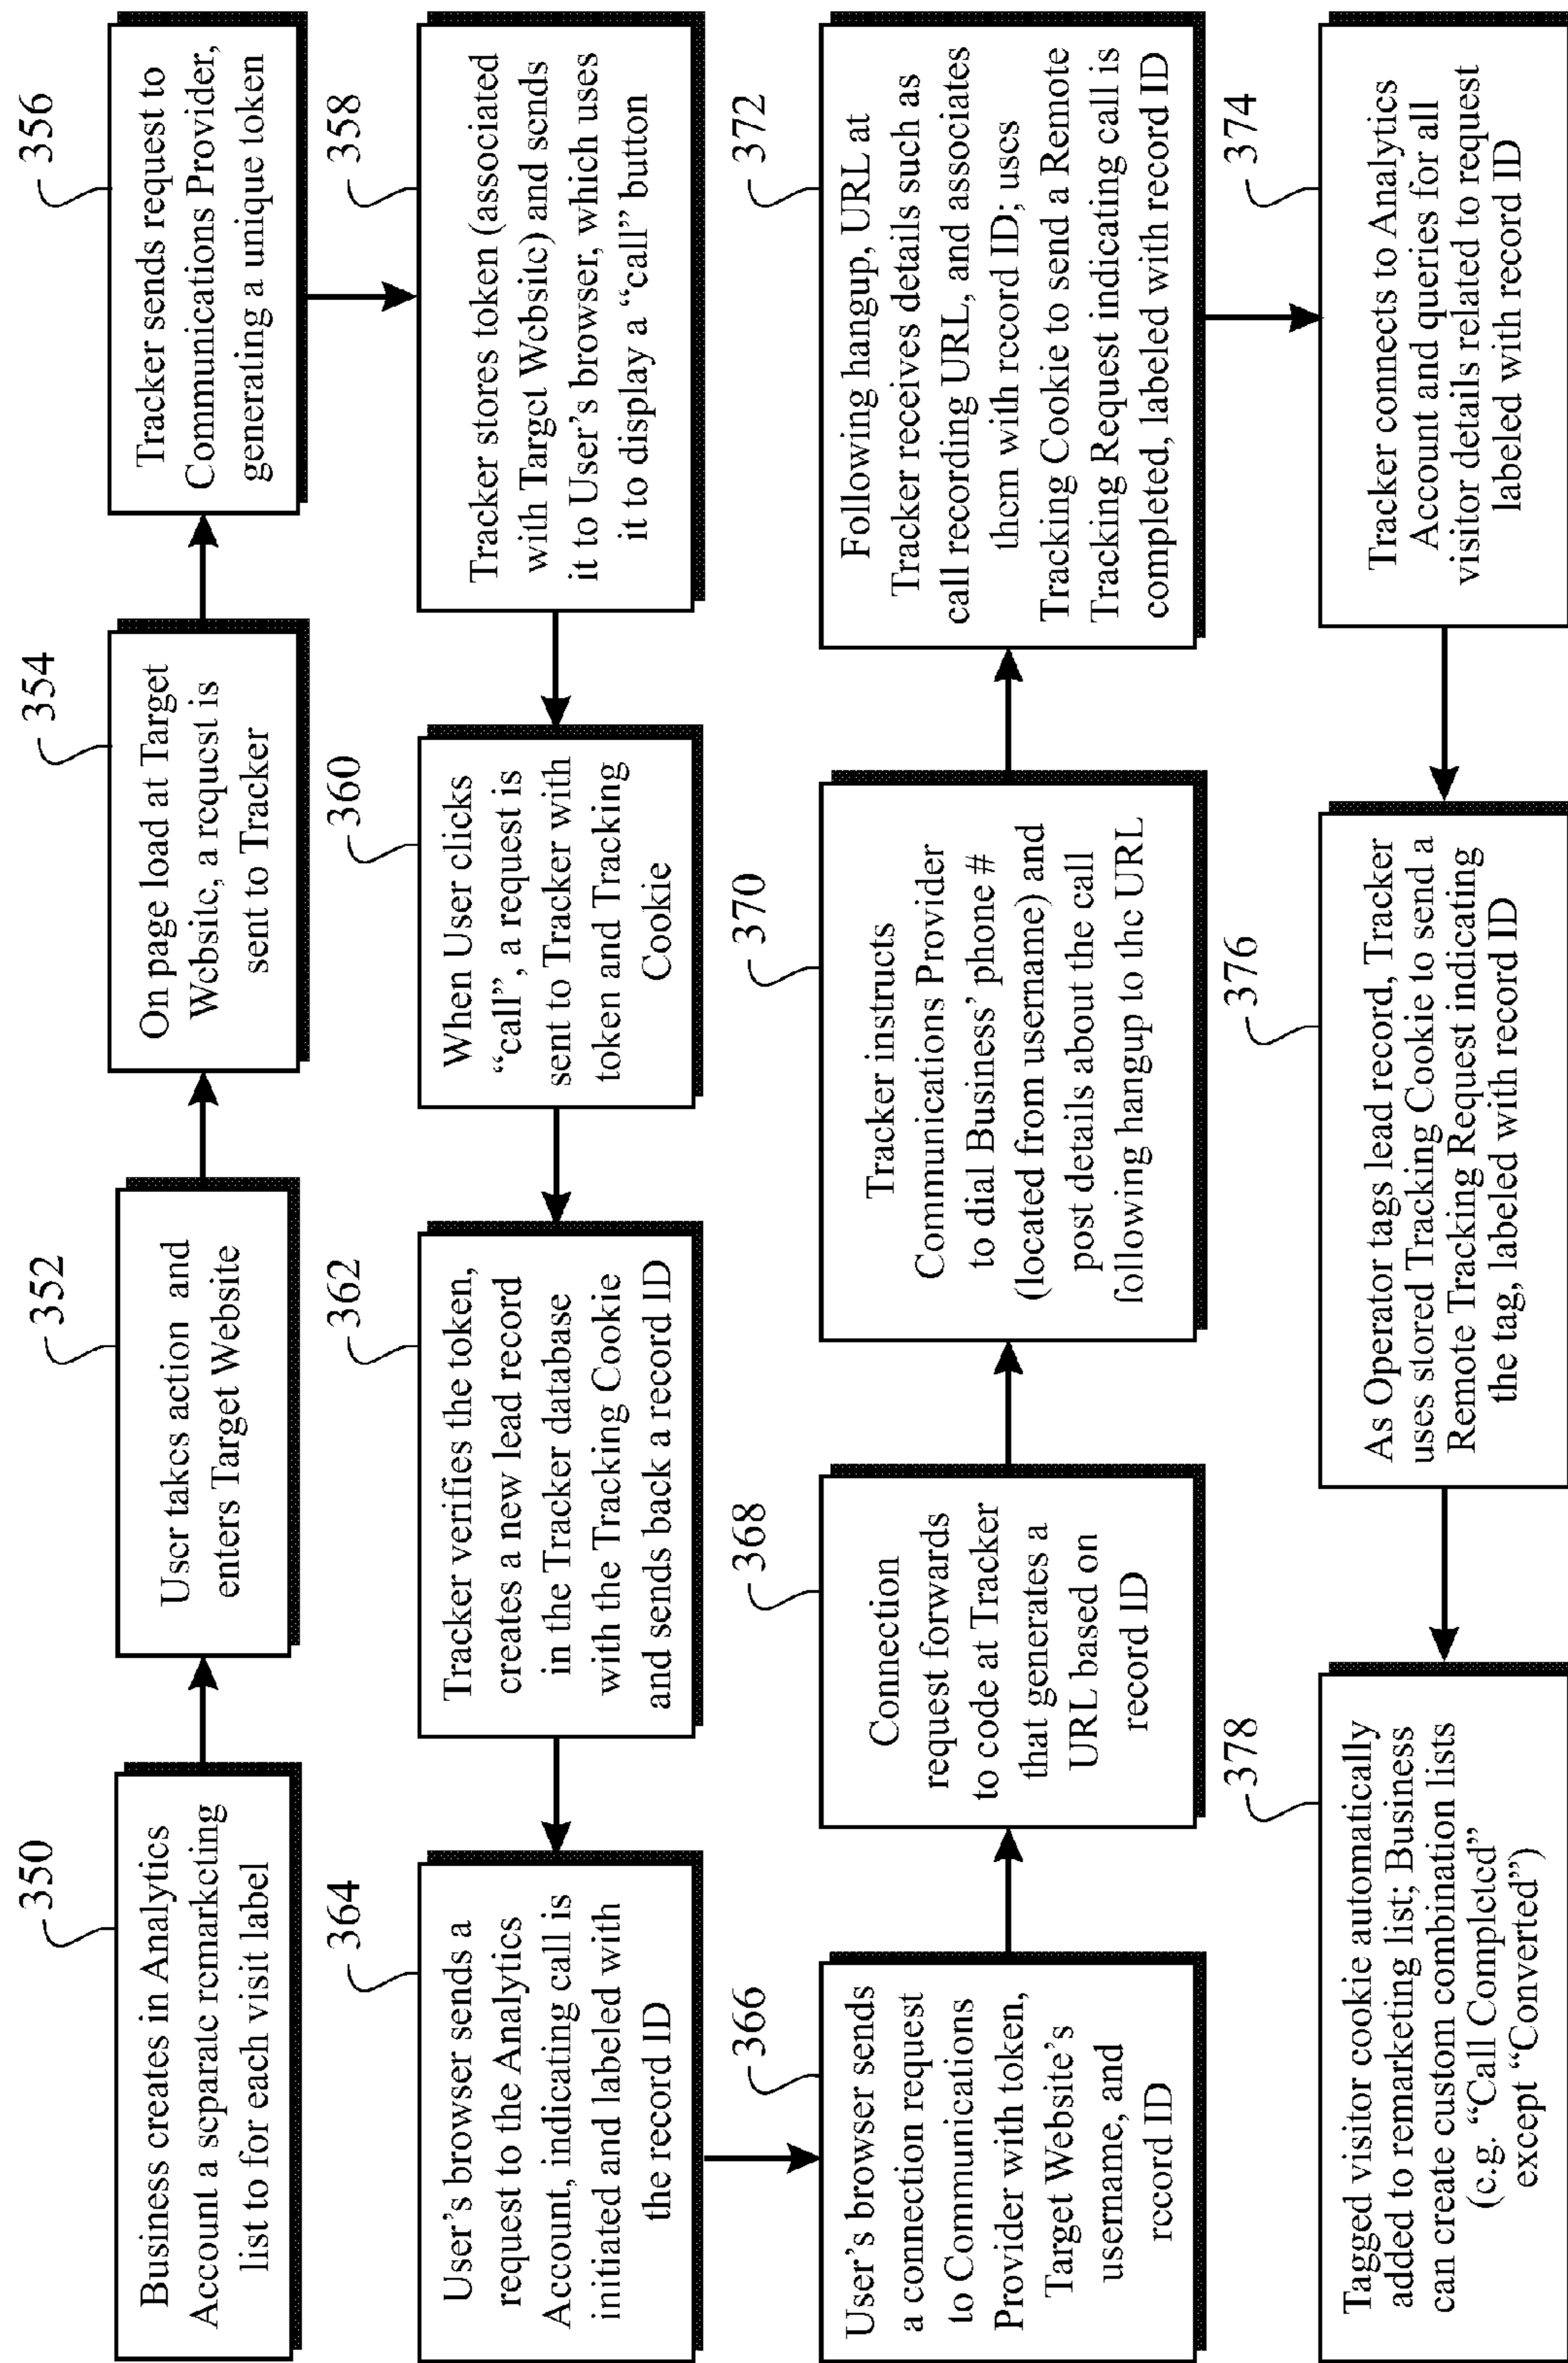 350
Business creates in Analytics
Account a separate remarketing
list to for each visit label
352
User takes action and
enters Target Website
354
On page load at Target
Website, a request is
sent to Tracker
356
Tracker sends request to
Communications Provider,
generating a unique token
358
Tracker stores token (associated
with Target Website) and sends
it to User's browser, which uses
it to display a “call” button
360
When User clicks
“call”, a request is
sent to Tracker with
token and Tracking
Cookie
362
Tracker verifies the token,
creates a new lead record
in the Tracker database
with the Tracking Cookie
and sends back a record ID
364
User's browser sends a
request to the Analytics
Account, indicating call is
initiated and labeled with
the record ID
366
User's browser sends
a connection request
to Communications
Provider with token,
Target Website's
username, and
record ID
368
Connection
request forwards
to code at Tracker
that generates a
URL based on
record ID
370
Tracker instructs
Communications Provider
to dial Business' phone #
(located from username) and
post details about the call
following hangup to the URL
372
Following hangup, URL at
Tracker receives details such as
call recording URL, and associates
them with record ID; uses
Tracking Cookie to send a Remote
Tracking Request indicating call is
completed, labeled with record ID
374
Tracker connects to Analytics
Account and queries for all
visitor details related to request
labeled with record ID
376
As Operator tags lead record, Tracker
uses stored Tracking Cookie to send a
Remote Tracking Request indicating
the tag, labeled with record ID
378
Tagged visitor cookie automatically
added to remarketing list; Business
can create custom combination lists
(e.g. “Call Completed”
except “Converted”)